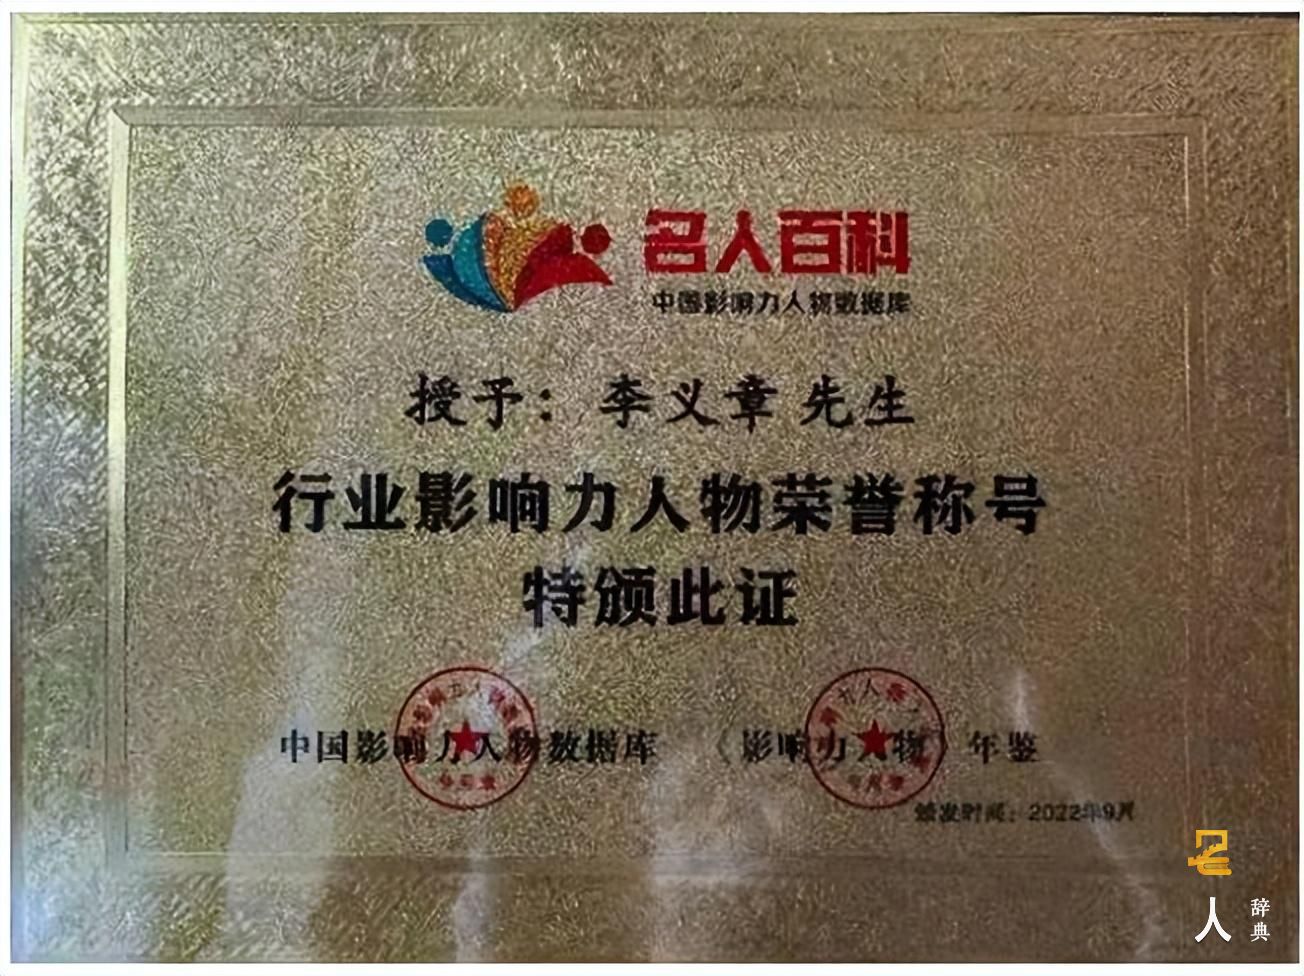 名人百科
中国影响力人物数据库
授予：李义章 先生
行业影响力人物荣誉称号
特颁此证
中国影响力人物数据库 《影响力人物》年鉴
颁发时间：2022年9月
名
人
辞典